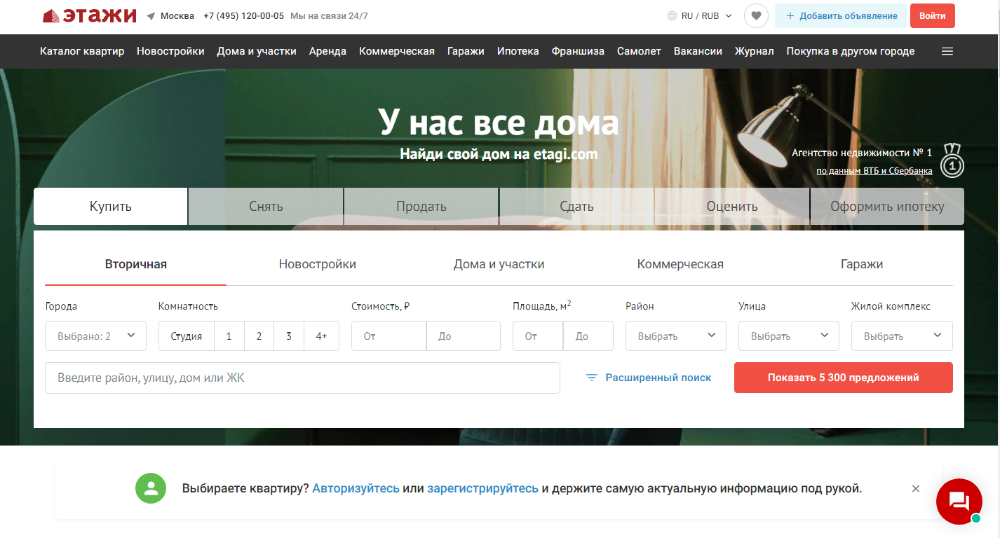 этажи Москва +7 (495) 120-00-05 Мы на связи 24/7 RU / RUB + Добавить объявление Войти
Каталог квартир Новостройки Дома и участки Аренда Коммерческая Гаражи Ипотека Франшиза Самолет Вакансии Журнал Покупка в другом городе
У нас все дома
Найди свой дом на etagi.com
Агентство недвижимости № 1
по данным ВТБ и Сбербанка
1
Купить Снять Продать Сдать Оценить Оформить ипотеку
Вторичная Новостройки Дома и участки Коммерческая Гаражи
Города Комнатность Стоимость, ₽ Площадь, м² Район Улица Жилой комплекс
Выбрано: 2 Студия 1 2 3 4+ От До От До Выбрать Выбрать Выбрать
Введите район, улицу, дом или ЖК Расширенный поиск Показать 5 300 предложений
Выбираете квартиру? Авторизуйтесь или зарегистрируйтесь и держите самую актуальную информацию под рукой.